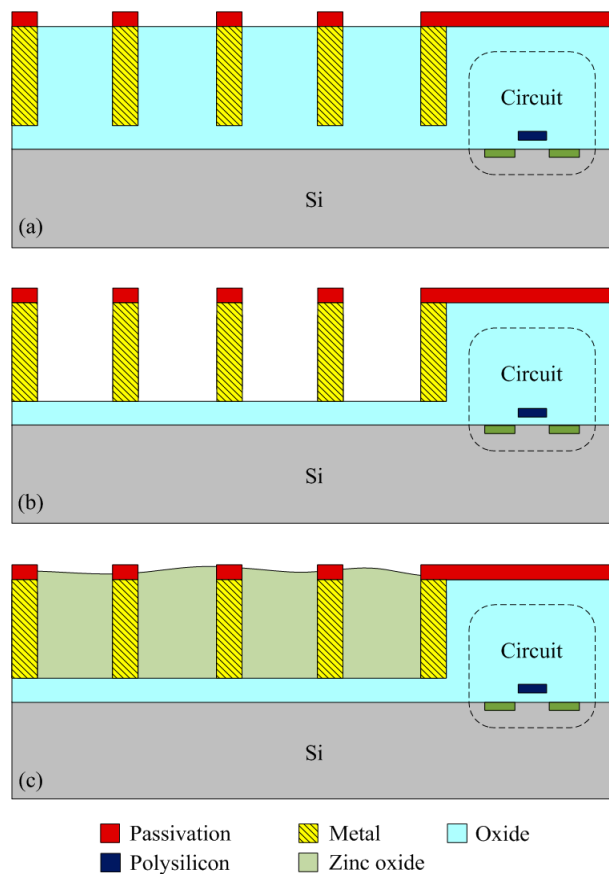 Circuit
Si
(a)
Circuit
Si
(b)
Circuit
Si
(c)
Passivation Metal Oxide
Polysilicon Zinc oxide